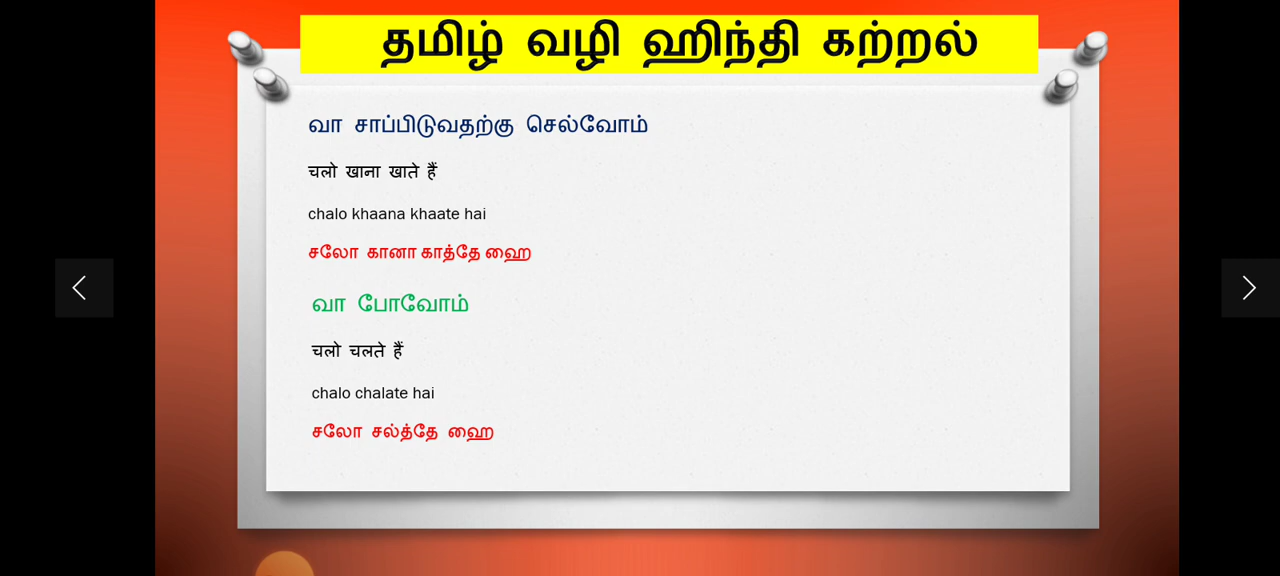 தமிழ் வழி ஹிந்தி கற்றல்
வா சாப்பிடுவதற்கு செல்வோம்
चलो खाना खाते हैं
chalo khaana khaate hai
சலோ கானா காத்தே ஹை
வா போவோம்
चलो चलते हैं
chalo chalate hai
சலோ சல்த்தே ஹை